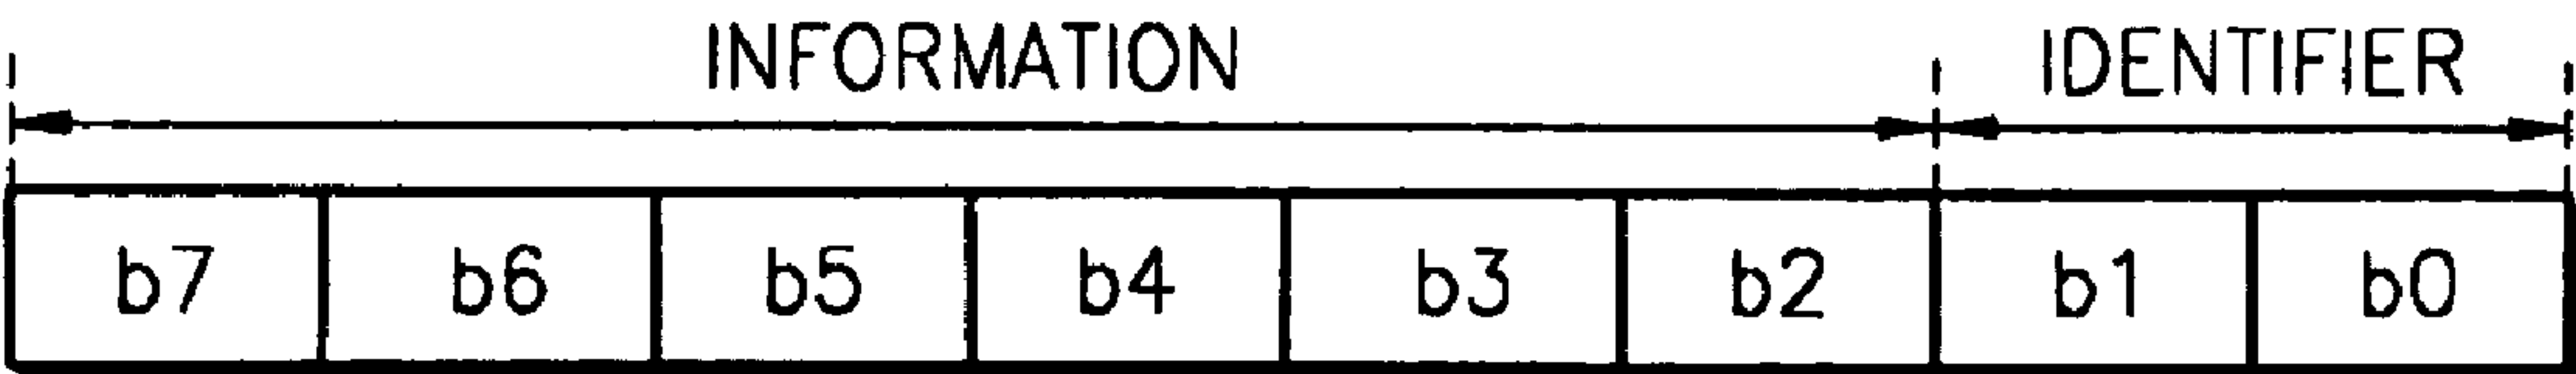 INFORMATION IDENTIFIER
b7 b6 b5 b4 b3 b2 b1 b0